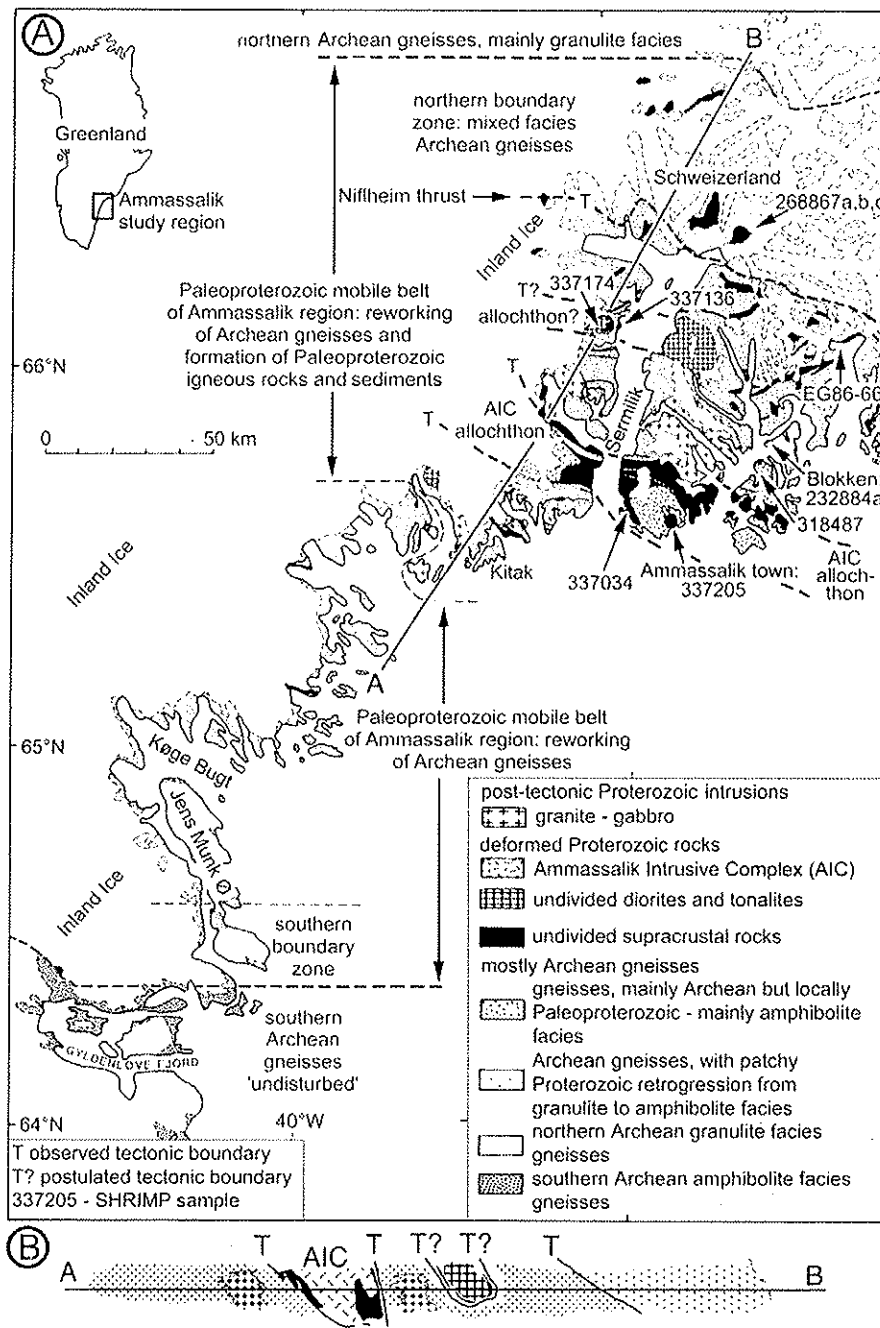 A
nortnern Archean gneisses, mainly granulite facies
B
Greenland
Ammassalik
study region
northern boundary
zone: mixed facies
Archean gneisses
Schweizerland
268867a,b,c
Niflheim thrust
T
Inland Ice
337174
337136
T?
allochthon?
Paleoproterozoic mobile belt
of Ammassalik region: reworking
of Archean gneisses and
formation of Paleoproterozoic
igneous rocks and sediments
66°N
T
EG86-66
0
50 km
AIC
allochthon
T
Sermilik
Blokken
232884a
318487
Inland Ice
Kitak
337034
Ammassalik town:
337205
AIC
alloch-
thon
A
Paleoproterozoic mobile belt
of Ammassalik region: reworking
of Archean gneisses
65°N
Køge Bugt
Jens Munk Ø
Inland Ice
southern
boundary
zone
southern
Archean
gneisses
'undisturbed'
GYLDENLOVE FJORD
64°N
40°W
T observed tectonic boundary
T? postulated tectonic boundary
337205 - SHRIMP sample
post-tectonic Proterozoic intrusions
granite - gabbro
deformed Proterozoic rocks
Ammassalik Intrusive Complex (AIC)
undivided diorites and tonalites
undivided supracrustal rocks
mostly Archean gneisses
gneisses, mainly Archean but locally
Paleoproterozoic - mainly amphibolite
facies
Archean gneisses, with patchy
Proterozoic retrogression from
granulite to amphibolite facies
northern Archean granulite facies
gneisses
southern Archean amphibolite facies
gneisses
B
A
T
AIC
T
T?
T?
T
B